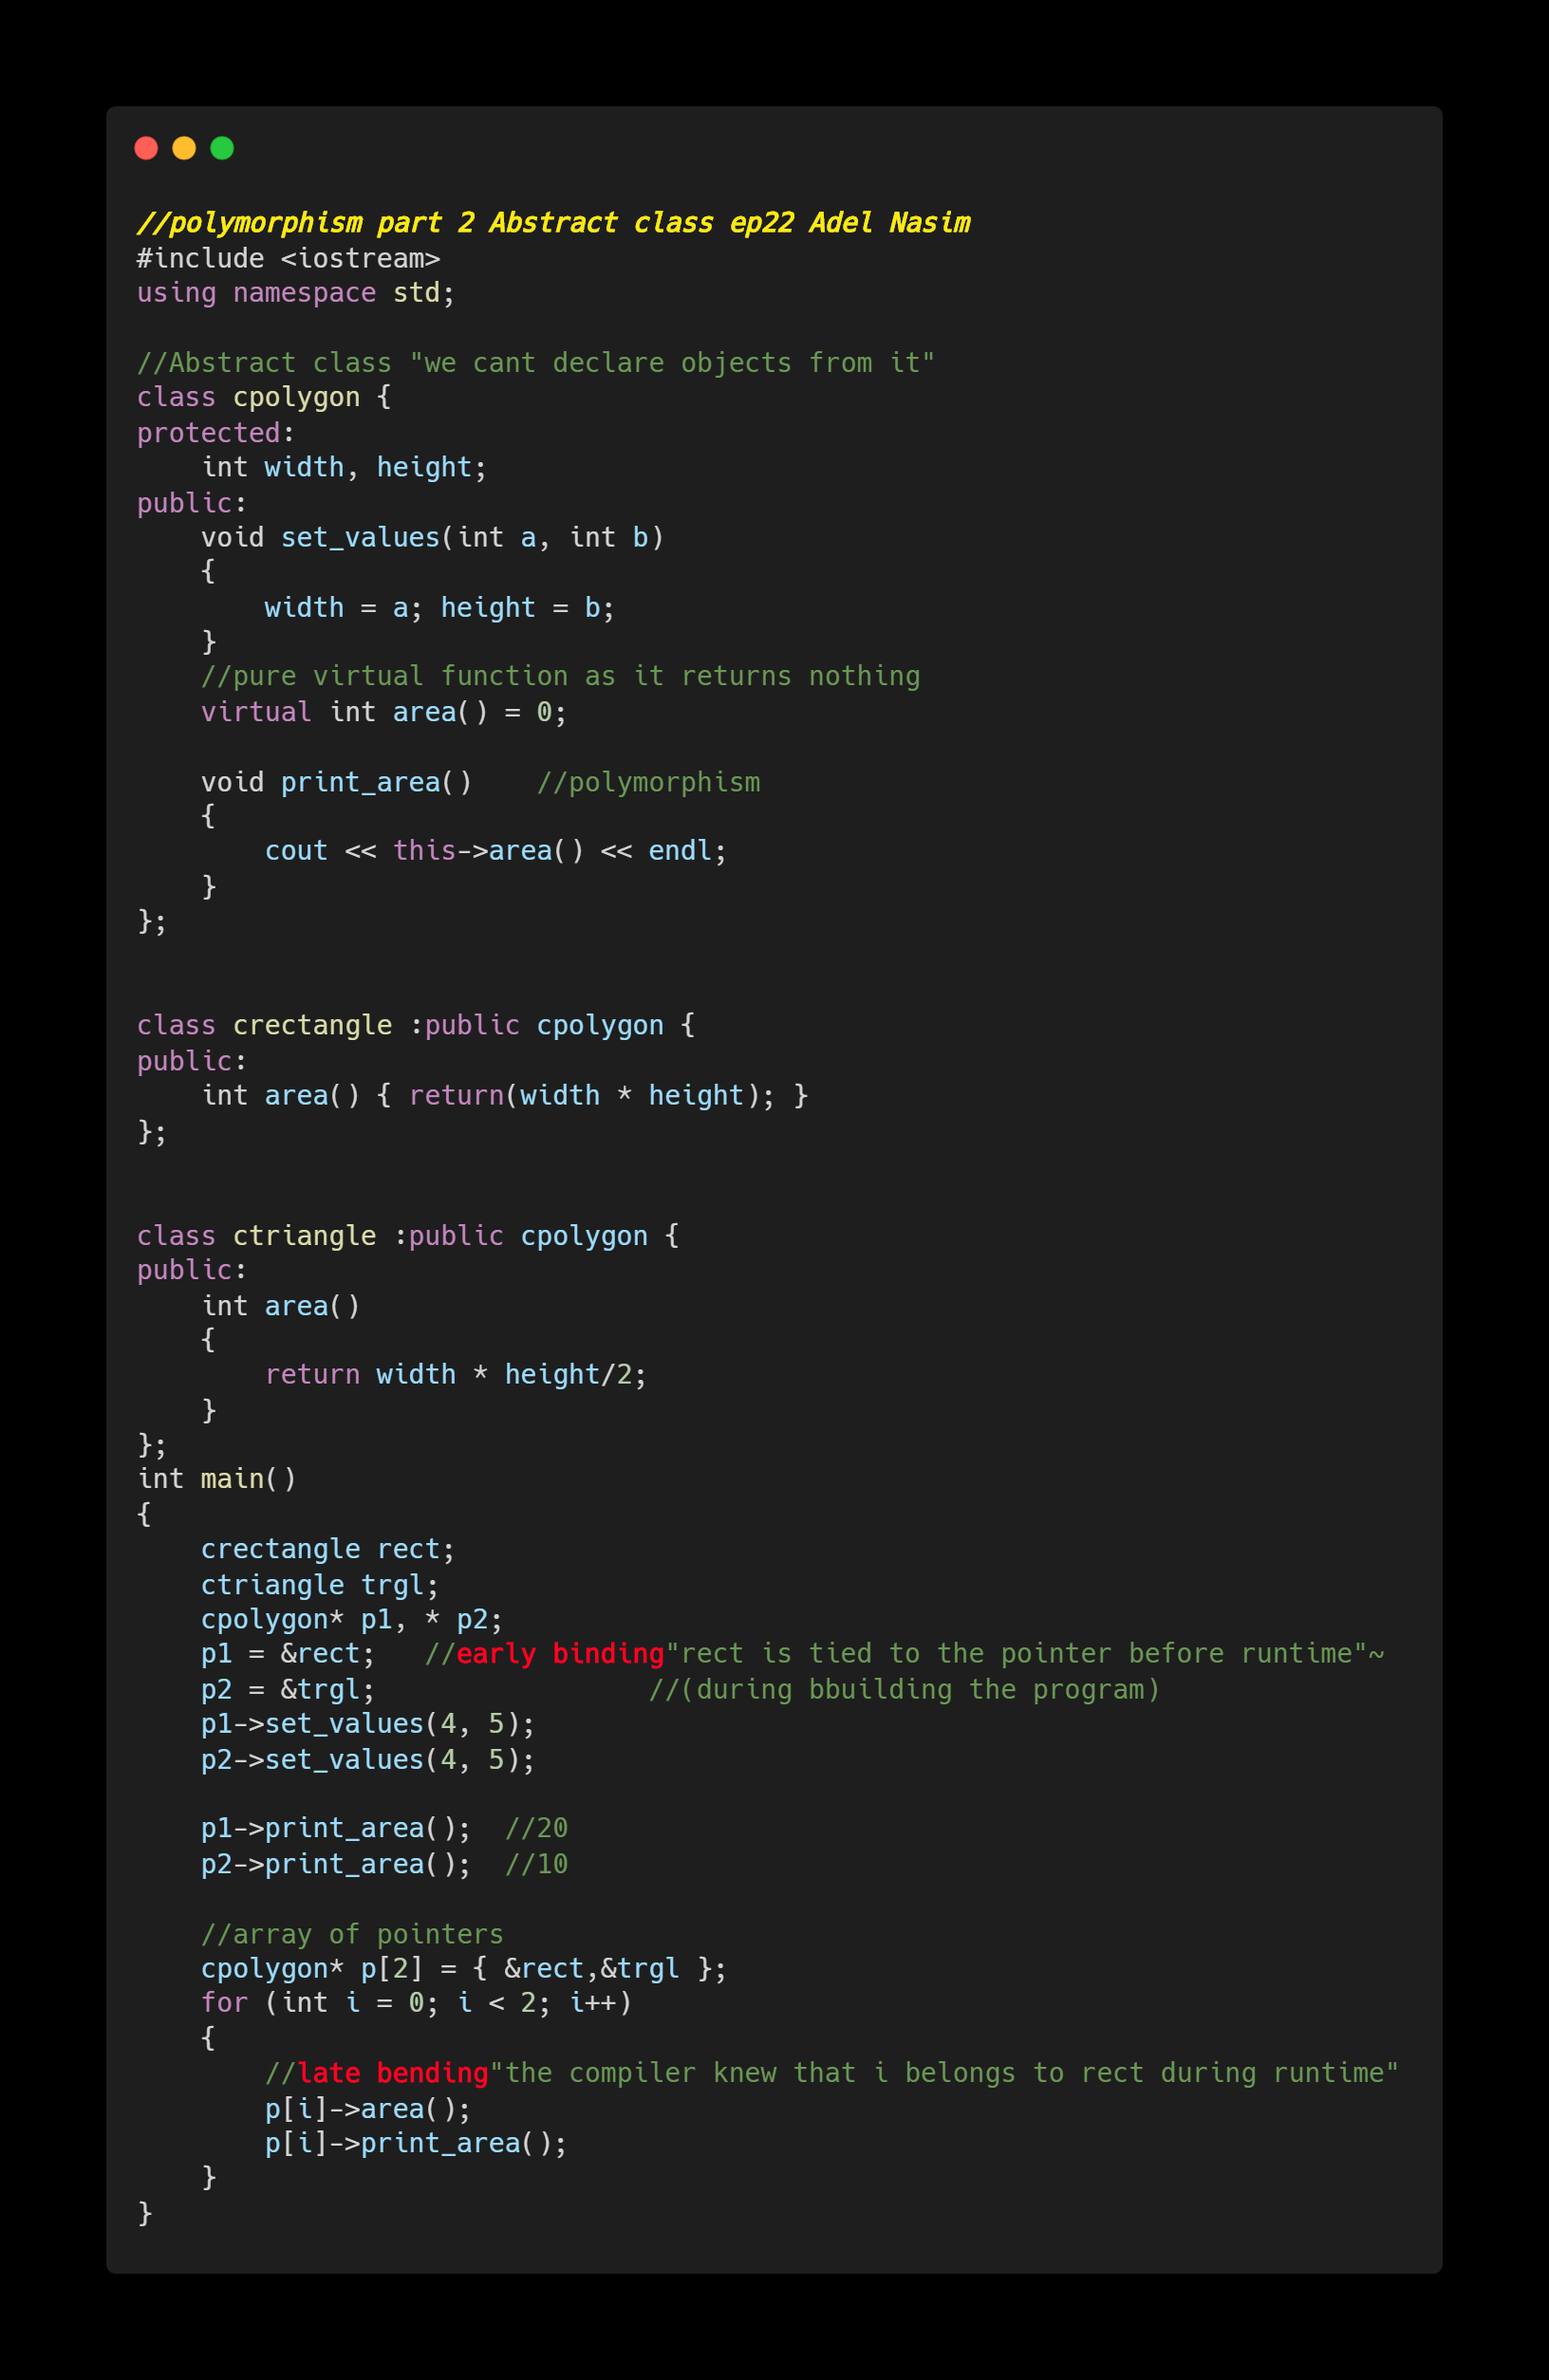 //polymorphism part 2 Abstract class ep22 Adel Nasim
#include <iostream>
using namespace std;
//Abstract class "we cant declare objects from it"
class cpolygon {
protected:
    int width, height;
public:
    void set_values(int a, int b)
    {
        width = a; height = b;
    }
    //pure virtual function as it returns nothing
    virtual int area() = 0;
    void print_area()    //polymorphism
    {
        cout << this->area() << endl;
    }
};
class crectangle :public cpolygon {
public:
    int area() { return(width * height); }
};
class ctriangle :public cpolygon {
public:
    int area()
    {
        return width * height/2;
    }
};
int main()
{
    crectangle rect;
    ctriangle trgl;
    cpolygon* p1, * p2;
    p1 = &rect;   //early binding"rect is tied to the pointer before runtime"~
    p2 = &trgl;                 //(during bbuilding the program)
    p1->set_values(4, 5);
    p2->set_values(4, 5);
    p1->print_area();  //20
    p2->print_area();  //10
    //array of pointers
    cpolygon* p[2] = { &rect,&trgl };
    for (int i = 0; i < 2; i++)
    {
        //late bending"the compiler knew that i belongs to rect during runtime"
        p[i]->area();
        p[i]->print_area();
    }
}